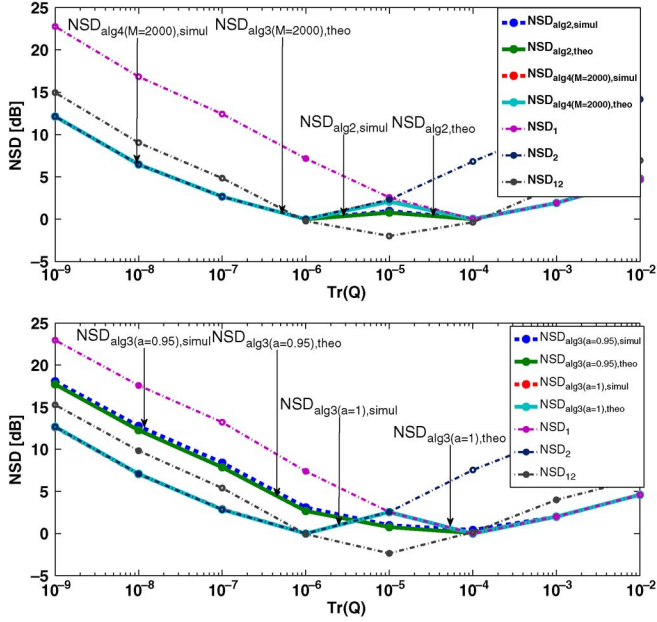 NSD_alg4(M=2000),simul NSD_alg3(M=2000),theo
NSD_alg2,simul NSD_alg2,theo
25
20
15
10
5
0
−5
NSD [dB]
10^−9 10^−8 10^−7 10^−6 10^−5 10^−4 10^−3 10^−2
Tr(Q)
NSD_alg2,simul
NSD_alg2,theo
NSD_alg4(M=2000),simul
NSD_alg4(M=2000),theo
NSD_1
NSD_2
NSD_12
NSD_alg3(a=0.95),simul NSD_alg3(a=0.95),theo
NSD_alg3(a=1),simul
NSD_alg3(a=1),theo
25
20
15
10
5
0
−5
NSD [dB]
10^−9 10^−8 10^−7 10^−6 10^−5 10^−4 10^−3 10^−2
Tr(Q)
NSD_alg3(a=0.95),simul
NSD_alg3(a=0.95),theo
NSD_alg3(a=1),simul
NSD_alg3(a=1),theo
NSD_1
NSD_2
NSD_12